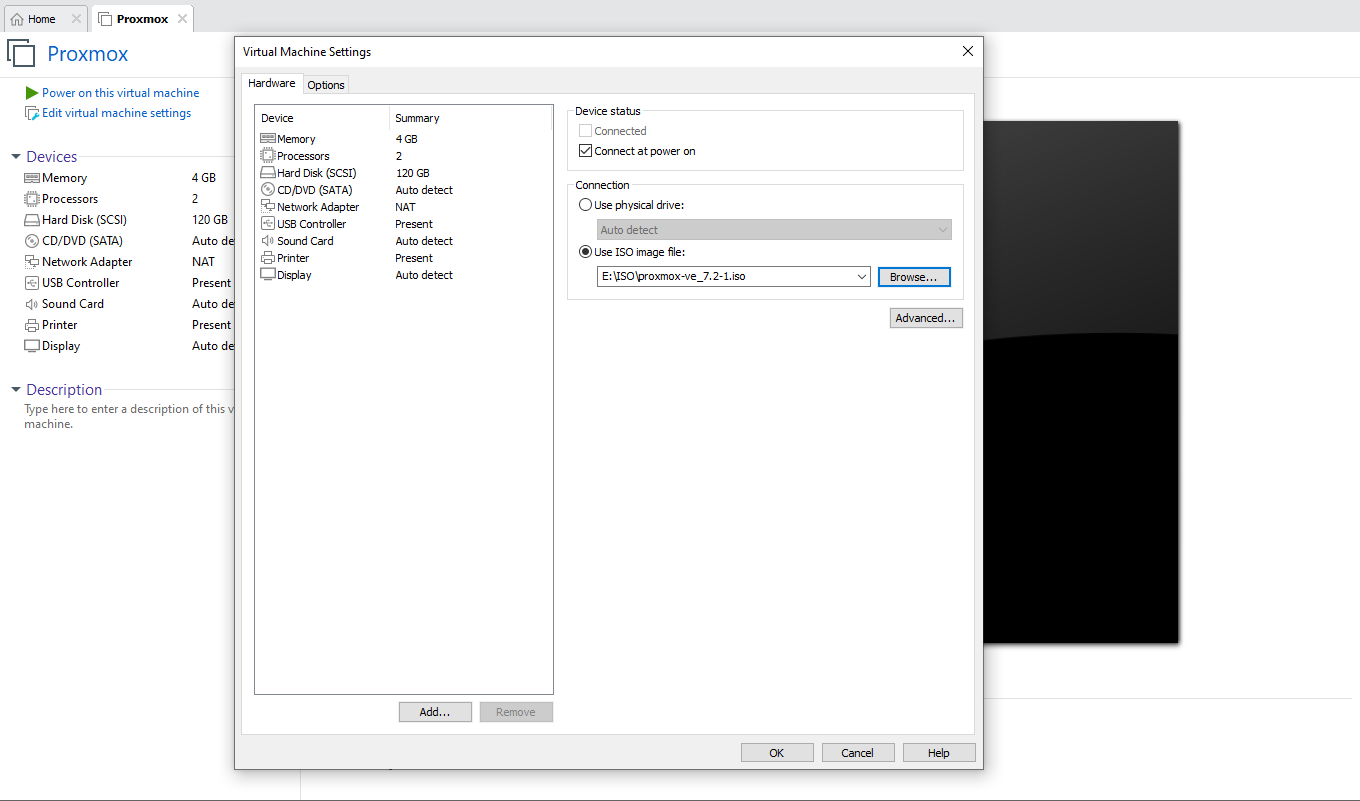 Home
Proxmox
Proxmox
Power on this virtual machine
Edit virtual machine settings
Devices
Memory 4 GB
Processors 2
Hard Disk (SCSI) 120 GB
CD/DVD (SATA) Auto de
Network Adapter NAT
USB Controller Present
Sound Card Auto de
Printer Present
Display Auto de
Description
Type here to enter a description of this v
machine.
Virtual Machine Settings
Hardware Options
Device Summary
Memory 4 GB
Processors 2
Hard Disk (SCSI) 120 GB
CD/DVD (SATA) Auto detect
Network Adapter NAT
USB Controller Present
Sound Card Auto detect
Printer Present
Display Auto detect
Add... Remove
Device status
Connected
Connect at power on
Connection
Use physical drive:
Auto detect
Use ISO image file:
E:\ISO\proxmox-ve_7.2-1.iso Browse...
Advanced...
OK Cancel Help